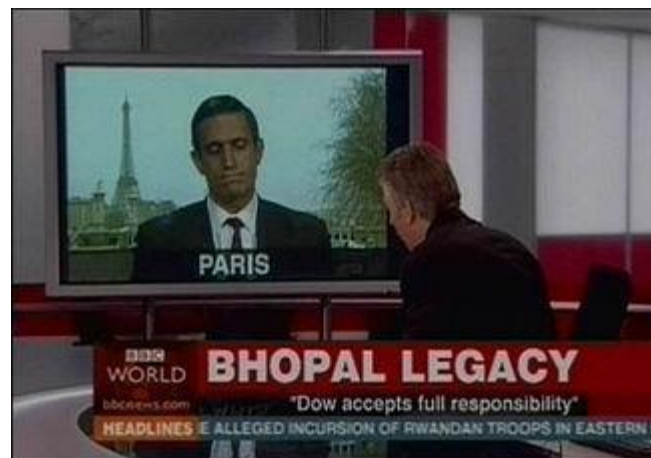 PARIS
BBC
WORLD
BHOPAL LEGACY
bbcnews.com
"Dow accepts full responsibility"
HEADLINES E ALLEGED INCURSION OF RWANDAN TROOPS IN EASTERN